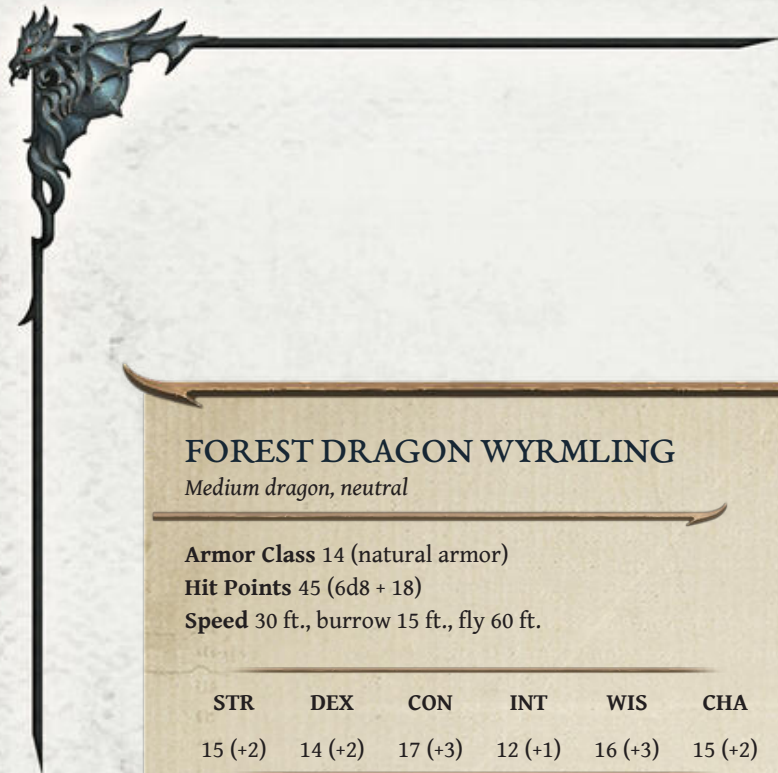 FOREST DRAGON WYRMLING
Medium dragon, neutral
Armor Class 14 (natural armor)
Hit Points 45 (6d8 + 18)
Speed 30 ft., burrow 15 ft., fly 60 ft.
STR DEX CON INT WIS CHA
15 (+2) 14 (+2) 17 (+3) 12 (+1) 16 (+3) 15 (+2)